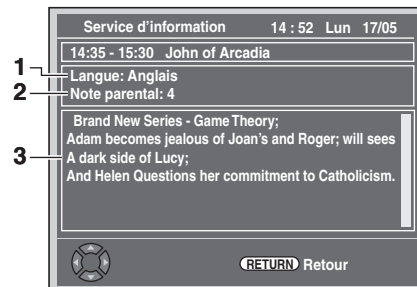 Service d'information 14 : 52 Lun 17/05
14:35 - 15:30 John of Arcadia
1 Langue: Anglais
2 Note parental: 4
Brand New Series - Game Theory;
Adam becomes jealous of Joan's and Roger; will sees
3 A dark side of Lucy;
And Helen Questions her commitment to Catholicism.
RETURN Retour